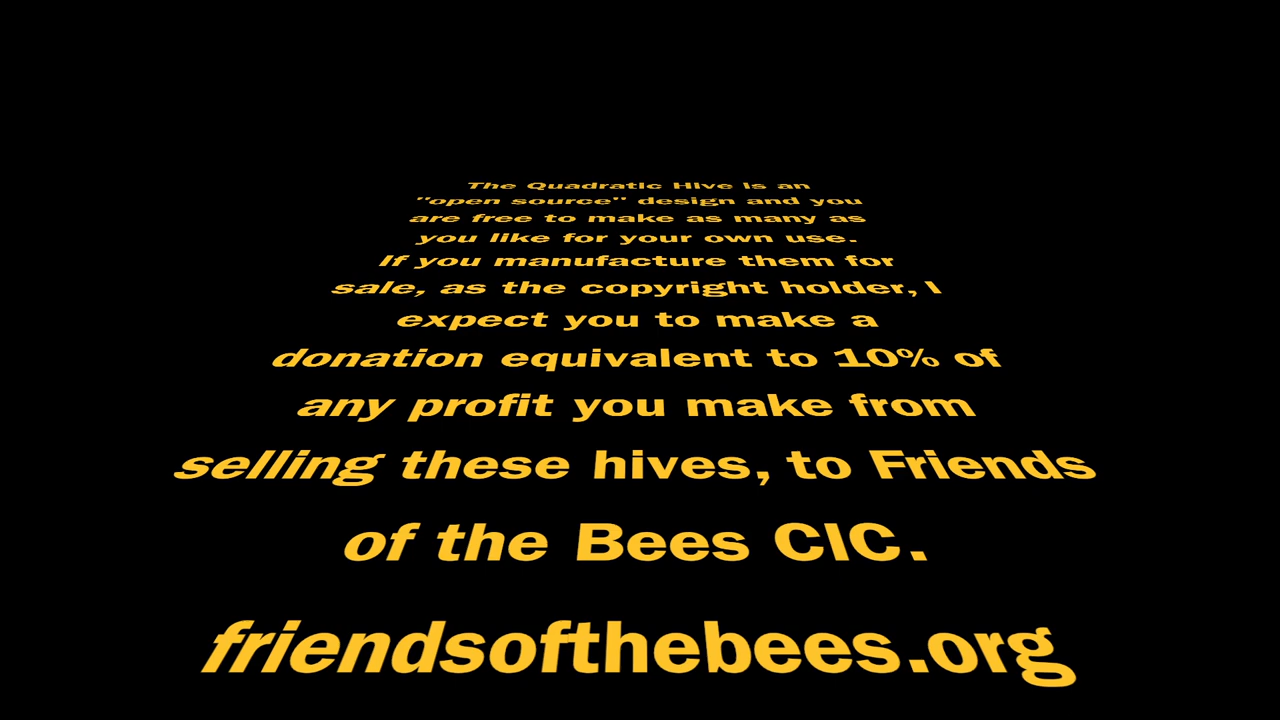 The Quadratic Hive is an
"open source" design and you
are free to make as many as
you like for your own use.
If you manufacture them for
sale, as the copyright holder, I
expect you to make a
donation equivalent to 10% of
any profit you make from
selling these hives, to Friends
of the Bees CIC.
friendsofthebees.org